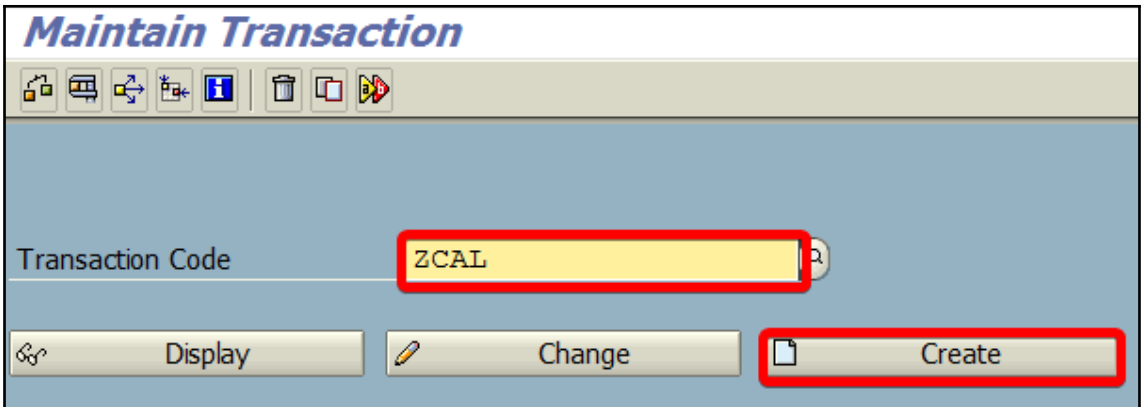 Maintain Transaction
Transaction Code ZCAL
Display Change Create